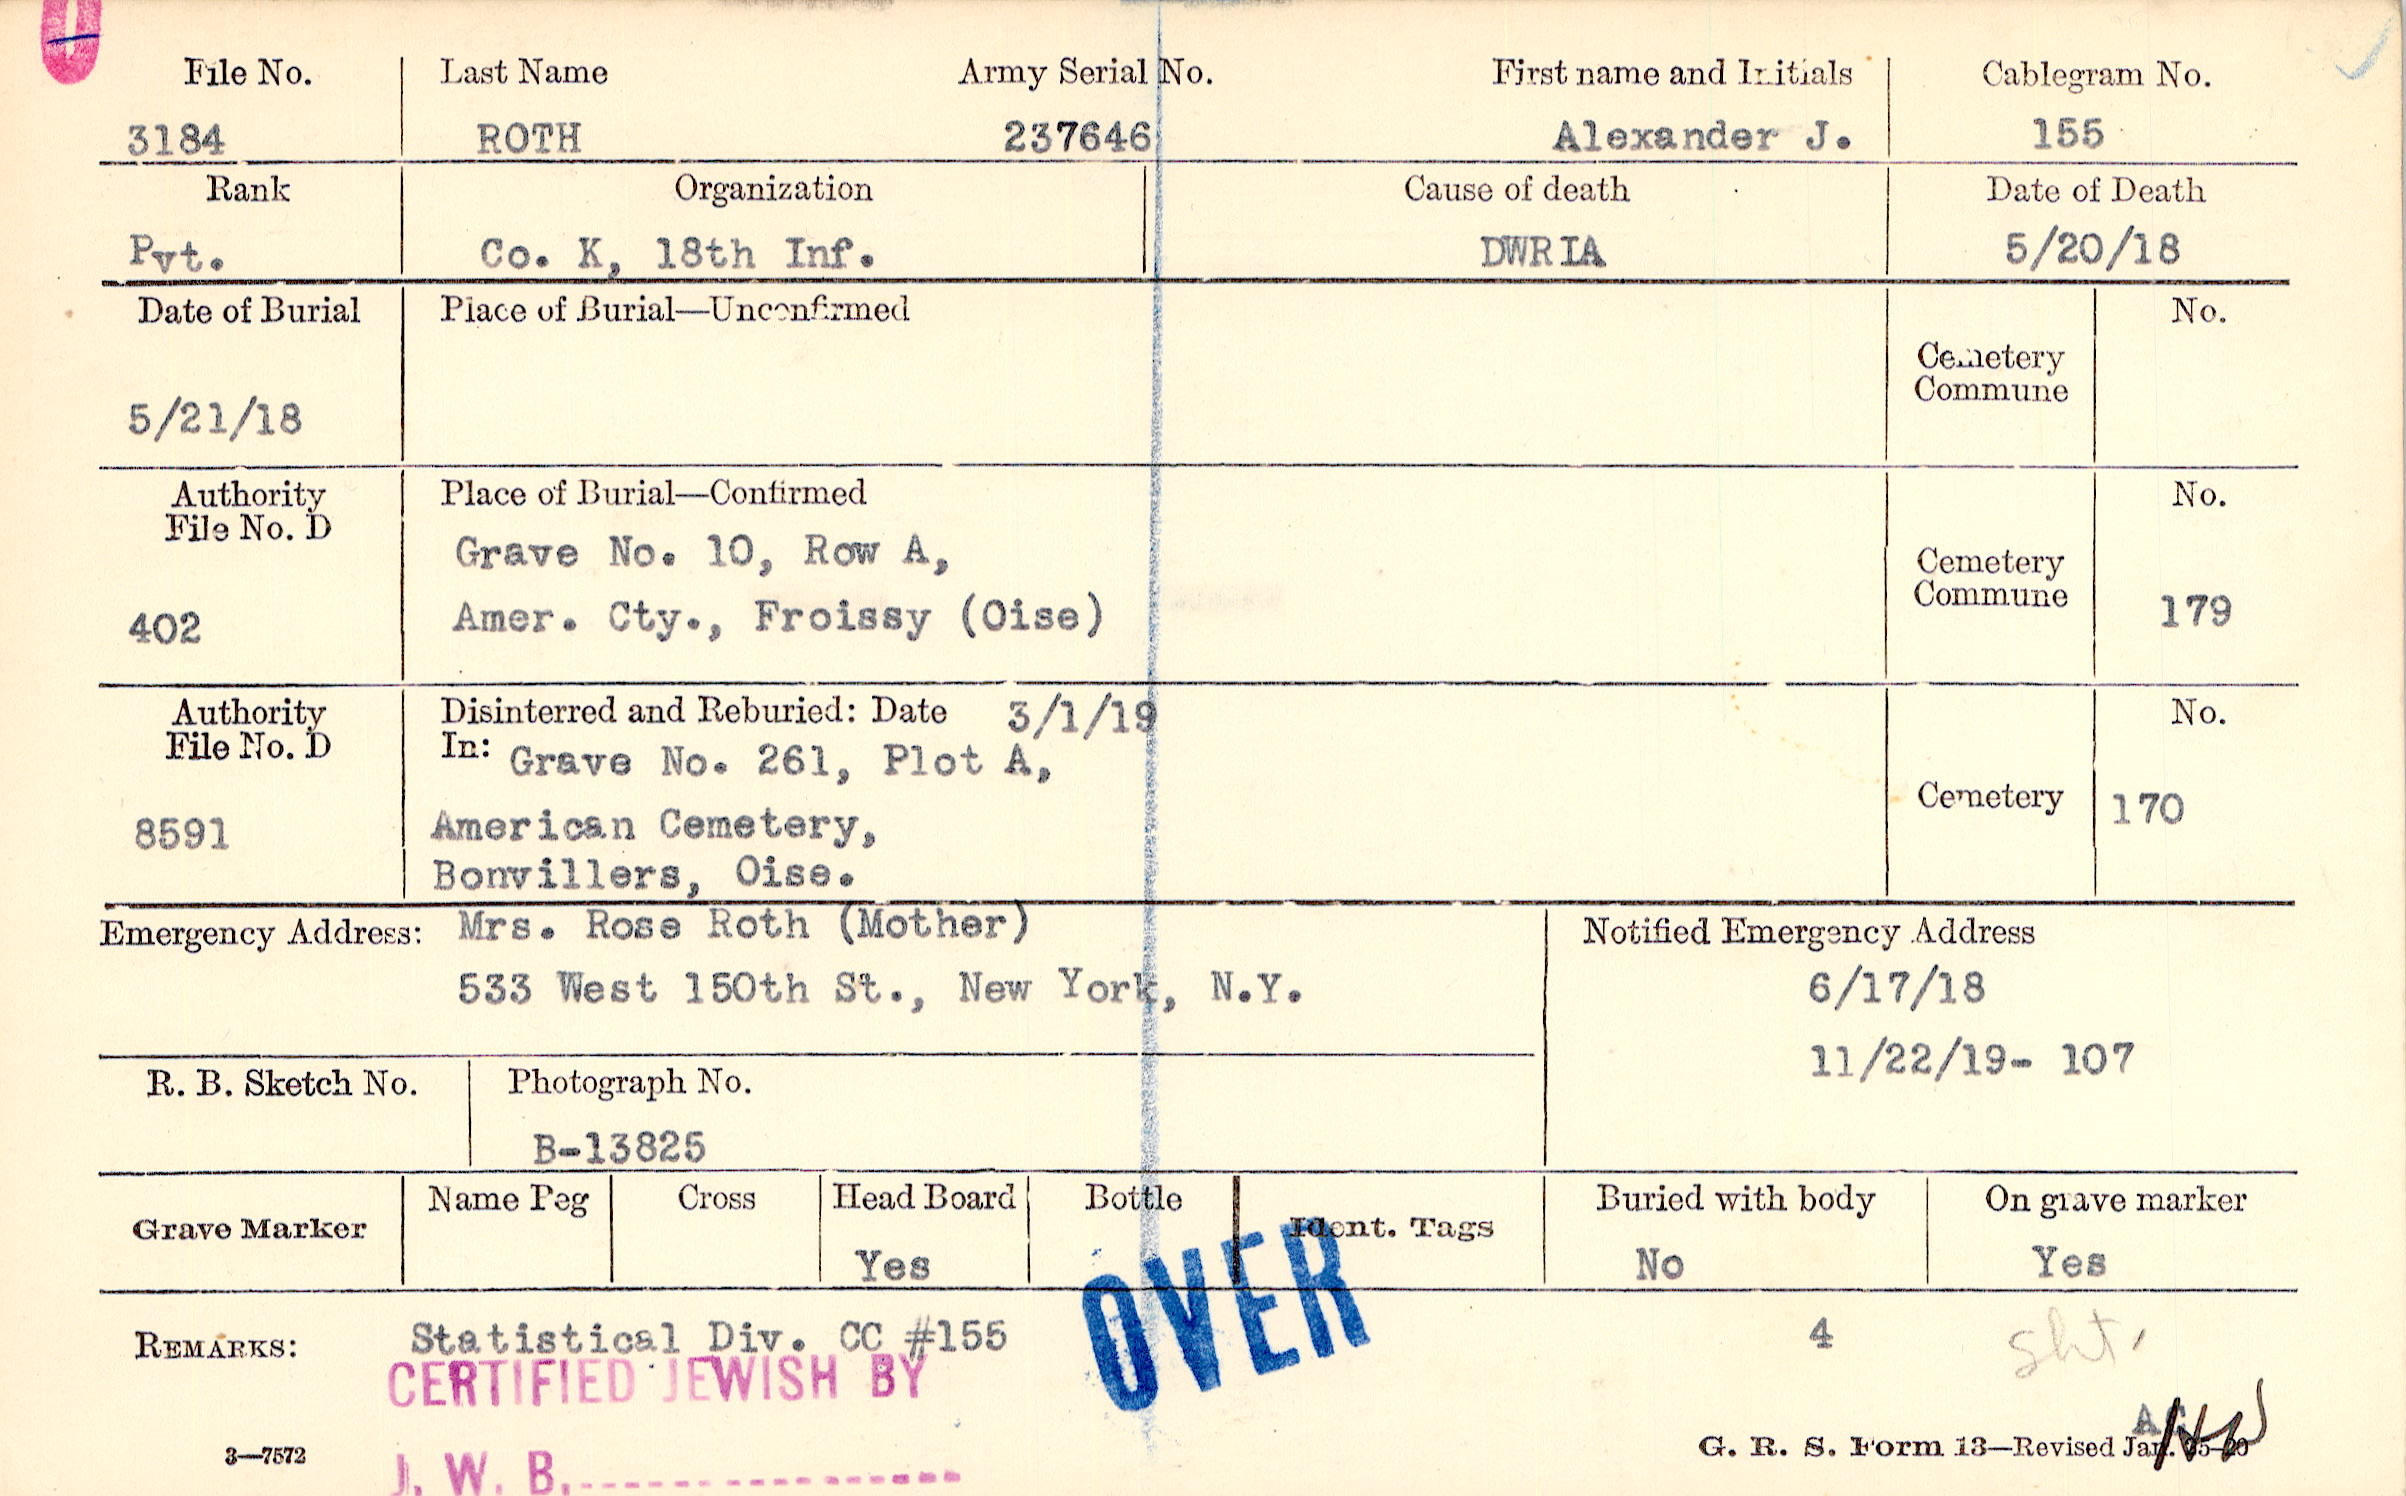 File No. Last Name Army Serial No. First name and Initials Cablegram No.
3184 ROTH 237646 Alexander J. 155
Rank Organization Cause of death Date of Death
Pvt. Co. K, 18th Inf. DWRIA 5/20/18
Date of Burial Place of Burial—Unconfirmed No.
Cemetery
Commune
5/21/18
Authority Place of Burial—Confirmed No.
File No. D
Grave No. 10, Row A,
Cemetery
Commune
402 Amer. Cty., Froissy (Oise) 179
Authority Disinterred and Reburied: Date 3/1/19 No.
File No. D In: Grave No. 261, Plot A,
Cemetery 170
8591 American Cemetery,
Bonvillers, Oise.
Emergency Address: Mrs. Rose Roth (Mother) Notified Emergency Address
533 West 150th St., New York, N.Y. 6/17/18
11/22/19- 107
R. B. Sketch No. Photograph No.
B-13825
Grave Marker Name Peg Cross Head Board Bottle Ident. Tags Buried with body On grave marker
Yes No Yes
OVER
REMARKS: Statistical Div. CC #155 4
CERTIFIED JEWISH BY
J. W. B.
3—7572 G. R. S. Form 13—Revised Jan.